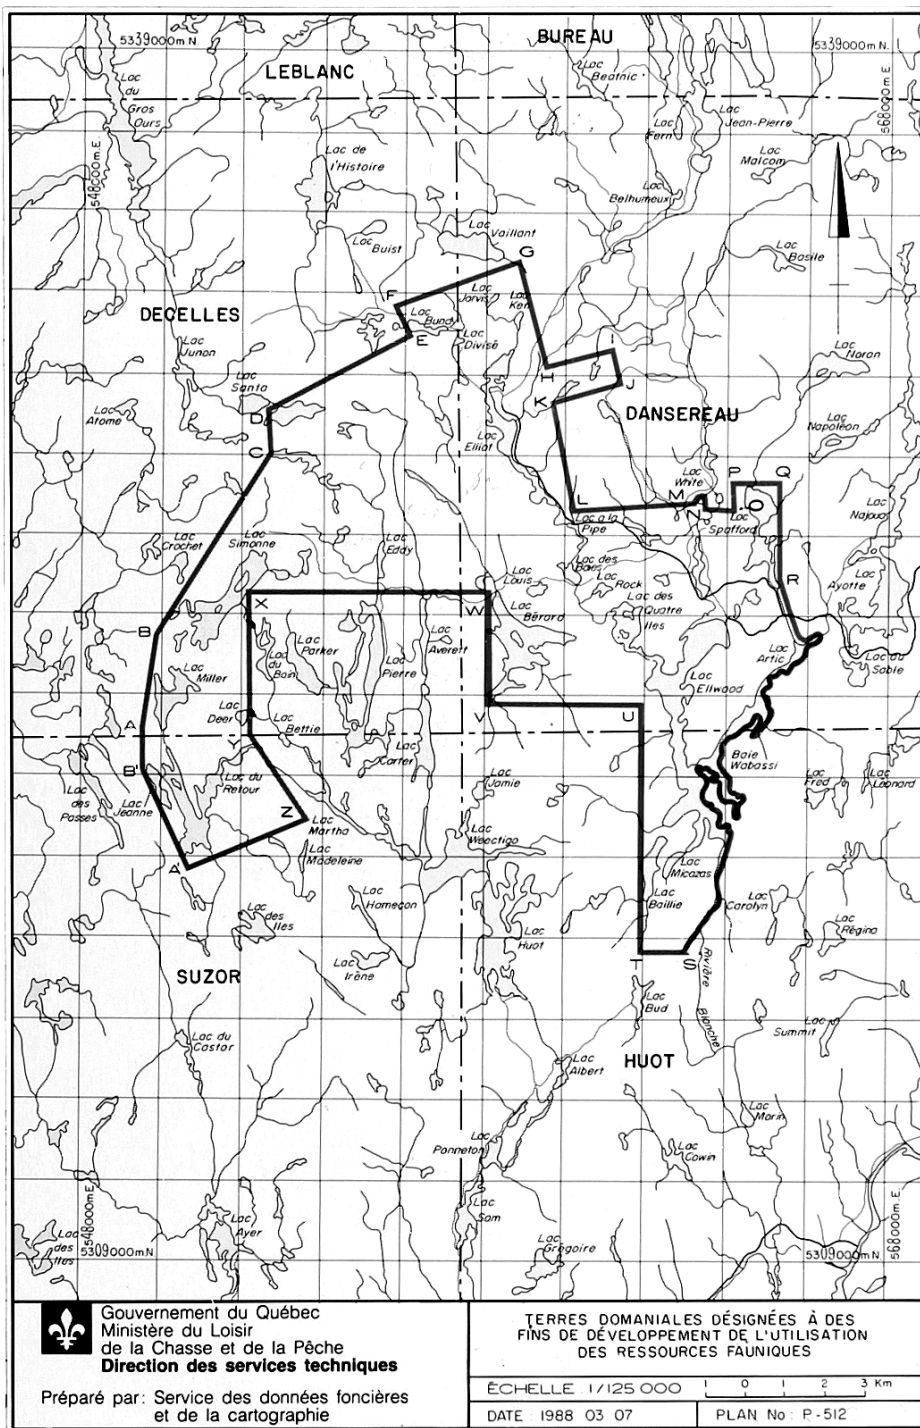 BUREAU
5339000m N.
5339000m N.
LEBLANC
Lac
Beatnic
Lac
du
Gros
Ours
568000m E.
Lac
Jean-Pierre
Lac
Fern
Lac de
l'Histoire
548000m E.
Lac
Malcom
Lac
Belhumeux
Lac
Vaillant
Lac
Buist
G
Lac
Basile
Lac
Jarvis
Lac
Ken
F
Lac
Bund
DECELLES
E
Lac
Divisé
Lac
Junon
I
Lac
Noron
H
J
Lac
Santa
K
D
DANSEREAU
Lac
Atome
Lac
Napoléon
C
Lac
Elliot
Lac
White
P
Q
M
N
O
L
Lac
Spafford
Lac
Najoua
Lac à la
Pipe
Lac
Crochet
Lac
Simonne
Lac
Eddy
Lac des
Baies
Lac
Louis
Lac
Rock
R
Lac
Ayotte
X
W
Lac
Bérard
Lac des
Quatre
Iles
B
Lac
Parker
Lac
du
Bain
Lac
Averett
Lac
Pierre
Lac
Artic
Lac du
Sable
Lac
Miller
Lac
Ellwood
Lac
Deer
A
V
U
Lac
Bettie
Y
Lac
Carter
Baie
Wabassi
B'
Lac
des
Passes
Lac
Jeanne
Lac du
Retour
Lac
Jamie
Lac
Fred
Lac
Léonard
Z
Lac
Martha
Lac
Weectigo
A'
Lac
Madeleine
Lac
Micazas
Lac
Hameçon
Lac
Baillie
Lac
Carolyn
Lac
des
Iles
Lac
Huot
Lac
Régina
Lac
Irène
T
S
SUZOR
Rivière
Blanche
Lac
Bud
Lac
Summit
Lac du
Castor
HUOT
Lac
Albert
Lac
Marin
Lac
Ponneton
Lac
Cowin
Lac
Sam
548000m E.
568000m E.
Lac
Ayer
Lac
des
Iles
5309000m N.
Lac
Grégoire
5309000m N.
Gouvernement du Québec
Ministère du Loisir
de la Chasse et de la Pêche
Direction des services techniques
Préparé par: Service des données foncières
et de la cartographie
TERRES DOMANIALES DÉSIGNÉES À DES
FINS DE DÉVELOPPEMENT DE L'UTILISATION
DES RESSOURCES FAUNIQUES
ÉCHELLE 1/125 000
1 0 1 2 3 Km
DATE : 1988 03 07
PLAN No : P-512